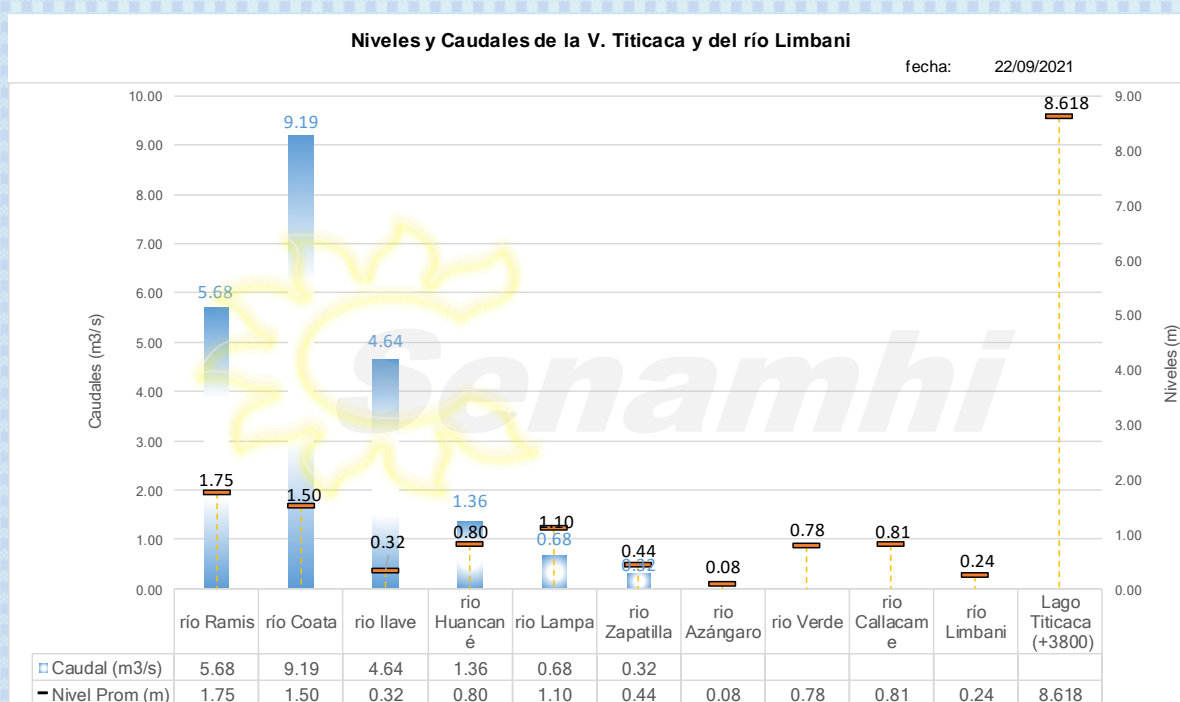 Niveles y Caudales de la V. Titicaca y del río Limbani
fecha: 22/09/2021
10.00
9.00
8.00
7.00
6.00
5.00
4.00
3.00
2.00
1.00
0.00
Caudales (m3/s)
9.00
8.00
7.00
6.00
5.00
4.00
3.00
2.00
1.00
0.00
Niveles (m)
Senamhi
5.68
9.19
4.64
1.36
0.68
0.32
1.75
1.50
0.32
0.80
1.10
0.44
0.08
0.78
0.81
0.24
8.618
río Ramis
río Coata
rio Ilave
rio
Huancan
é
rio Lampa
rio
Zapatilla
rio
Azángaro
rio Verde
rio
Callacam
e
río
Limbani
Lago
Titicaca
(+3800)
Caudal (m3/s) 5.68 9.19 4.64 1.36 0.68 0.32
Nivel Prom (m) 1.75 1.50 0.32 0.80 1.10 0.44 0.08 0.78 0.81 0.24 8.618